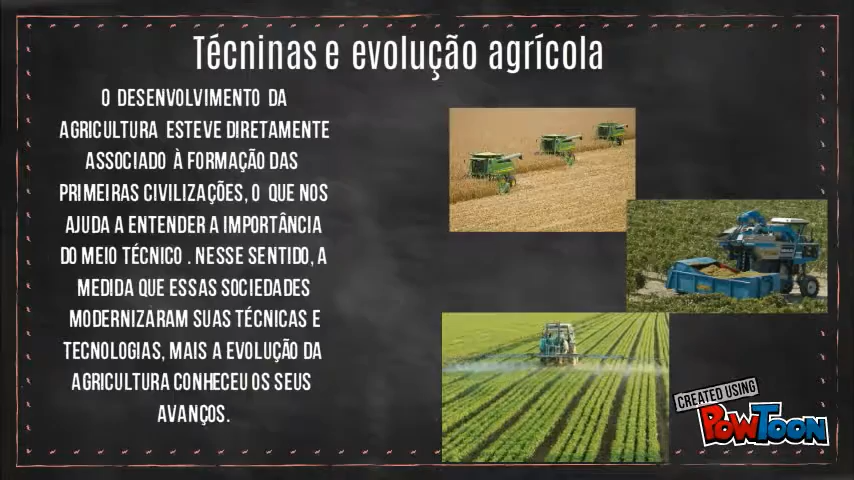 Técninas e evolução agrícola
O DESENVOLVIMENTO DA
AGRICULTURA ESTEVE DIRETAMENTE
ASSOCIADO À FORMAÇÃO DAS
PRIMEIRAS CIVILIZAÇÕES, O QUE NOS
AJUDA A ENTENDER A IMPORTÂNCIA
DO MEIO TÉCNICO . NESSE SENTIDO, A
MEDIDA QUE ESSAS SOCIEDADES
MODERNIZARAM SUAS TÉCNICAS E
TECNOLOGIAS, MAIS A EVOLUÇÃO DA
AGRICULTURA CONHECEU OS SEUS
AVANÇOS.
CREATED USING
POWTOON